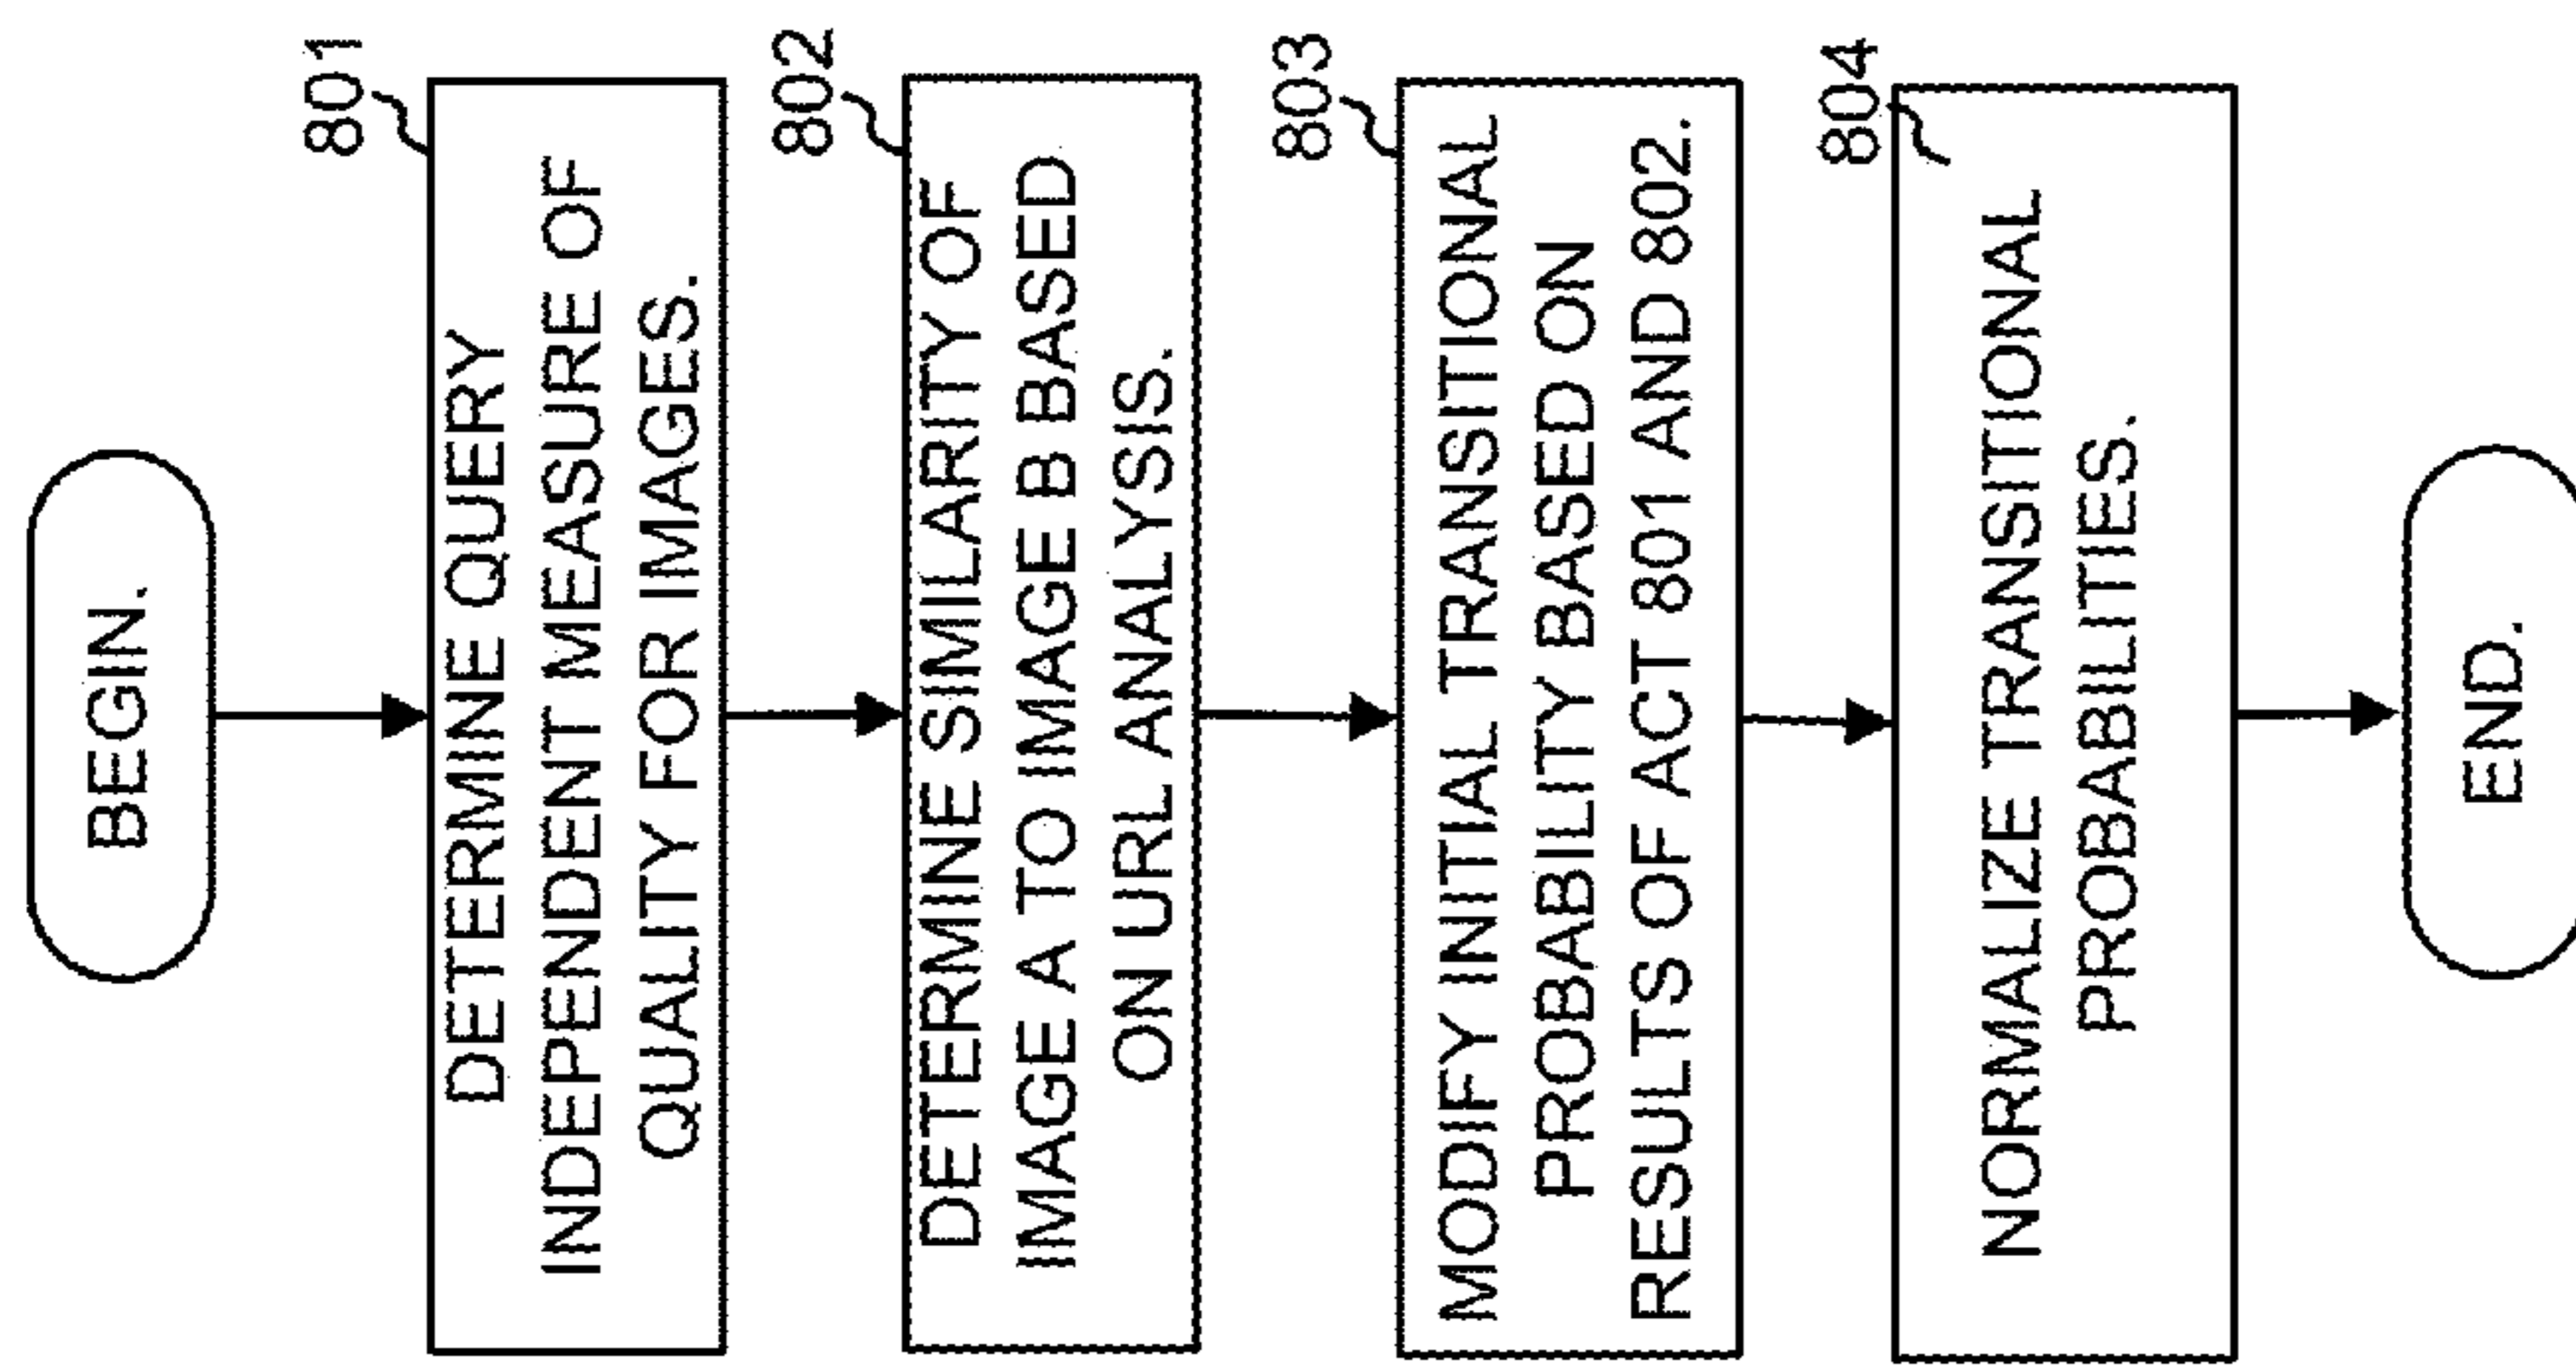 BEGIN.
801
DETERMINE QUERY
INDEPENDENT MEASURE OF
QUALITY FOR IMAGES.
802
DETERMINE SIMILARITY OF
IMAGE A TO IMAGE B BASED
ON URL ANALYSIS.
803
MODIFY INITIAL TRANSITIONAL
PROBABILITY BASED ON
RESULTS OF ACT 801 AND 802.
804
NORMALIZE TRANSITIONAL
PROBABILITIES.
END.